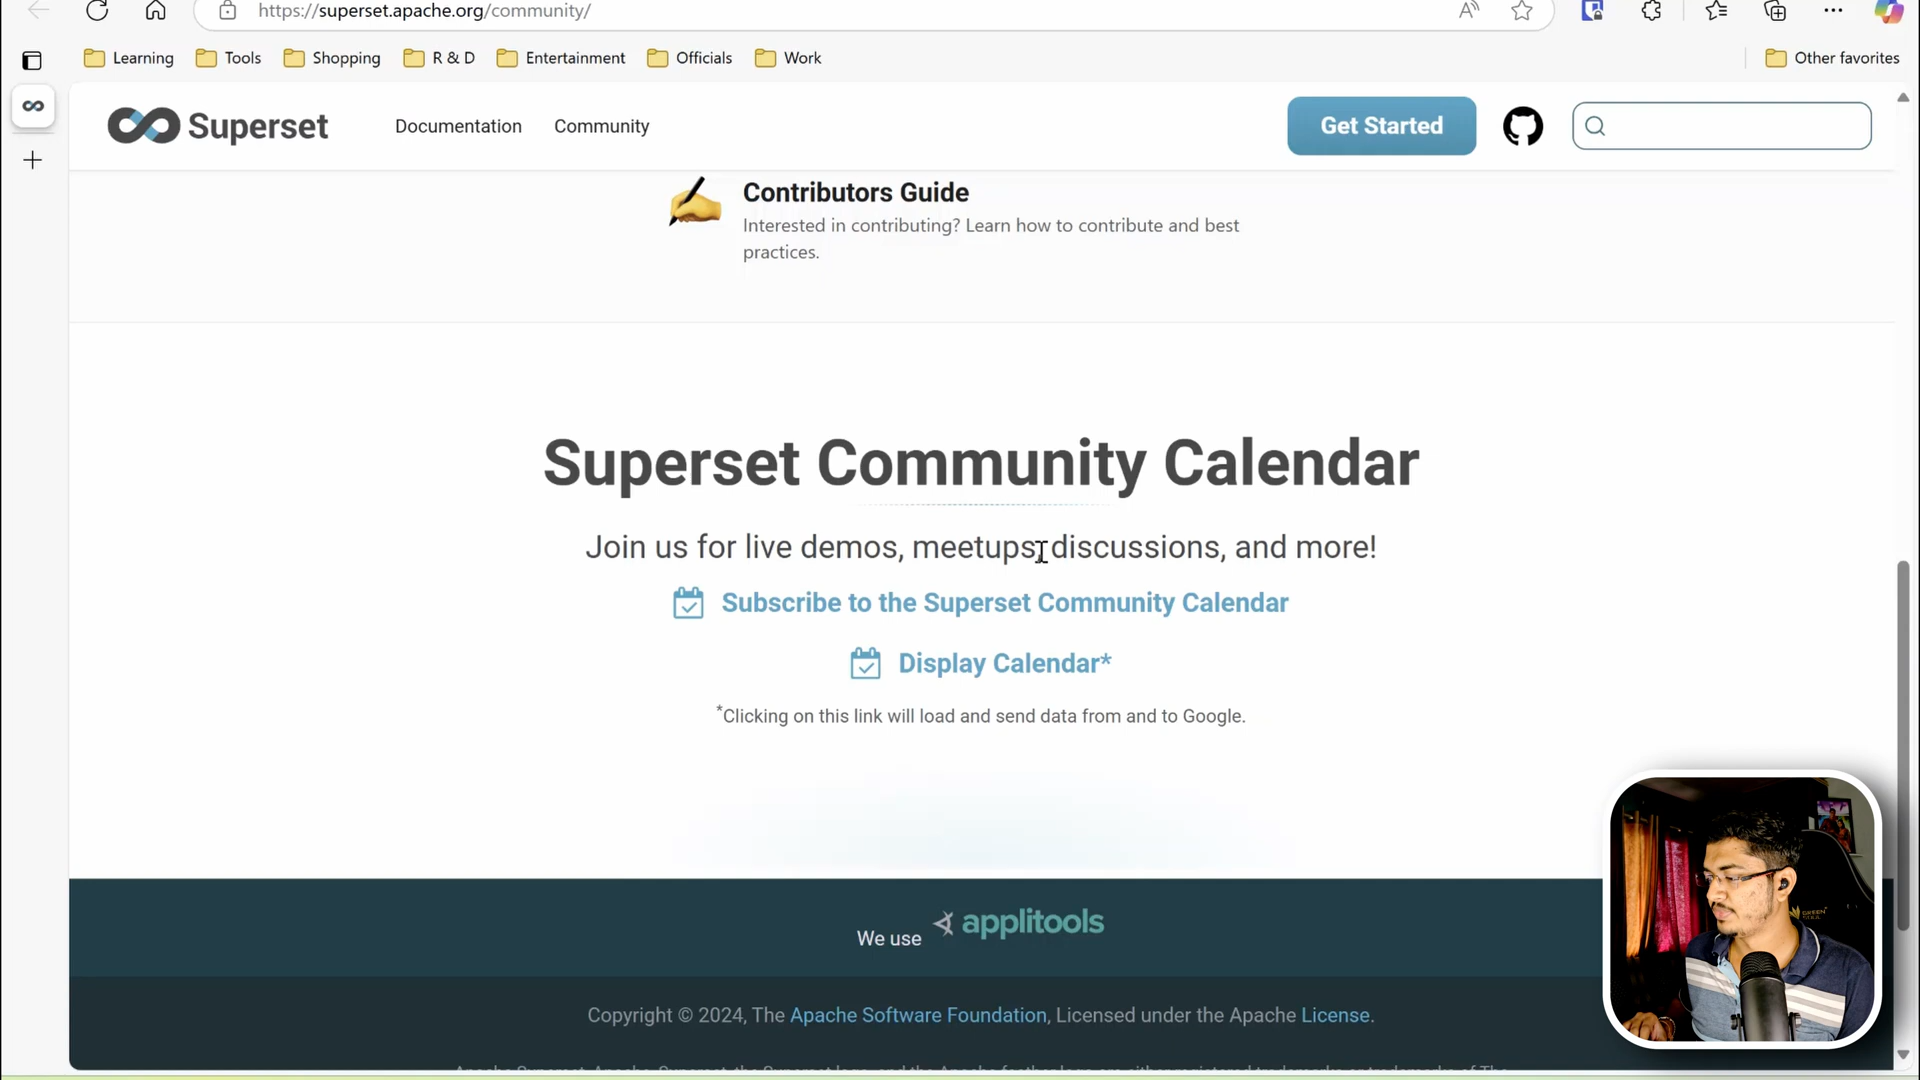 https://superset.apache.org/community/
Learning Tools Shopping R & D Entertainment Officials Work Other favorites
Superset Documentation Community Get Started
Contributors Guide
Interested in contributing? Learn how to contribute and best
practices.
Superset Community Calendar
Join us for live demos, meetups, discussions, and more!
Subscribe to the Superset Community Calendar
Display Calendar*
*Clicking on this link will load and send data from and to Google.
We use applitools
Copyright © 2024, The Apache Software Foundation, Licensed under the Apache License.